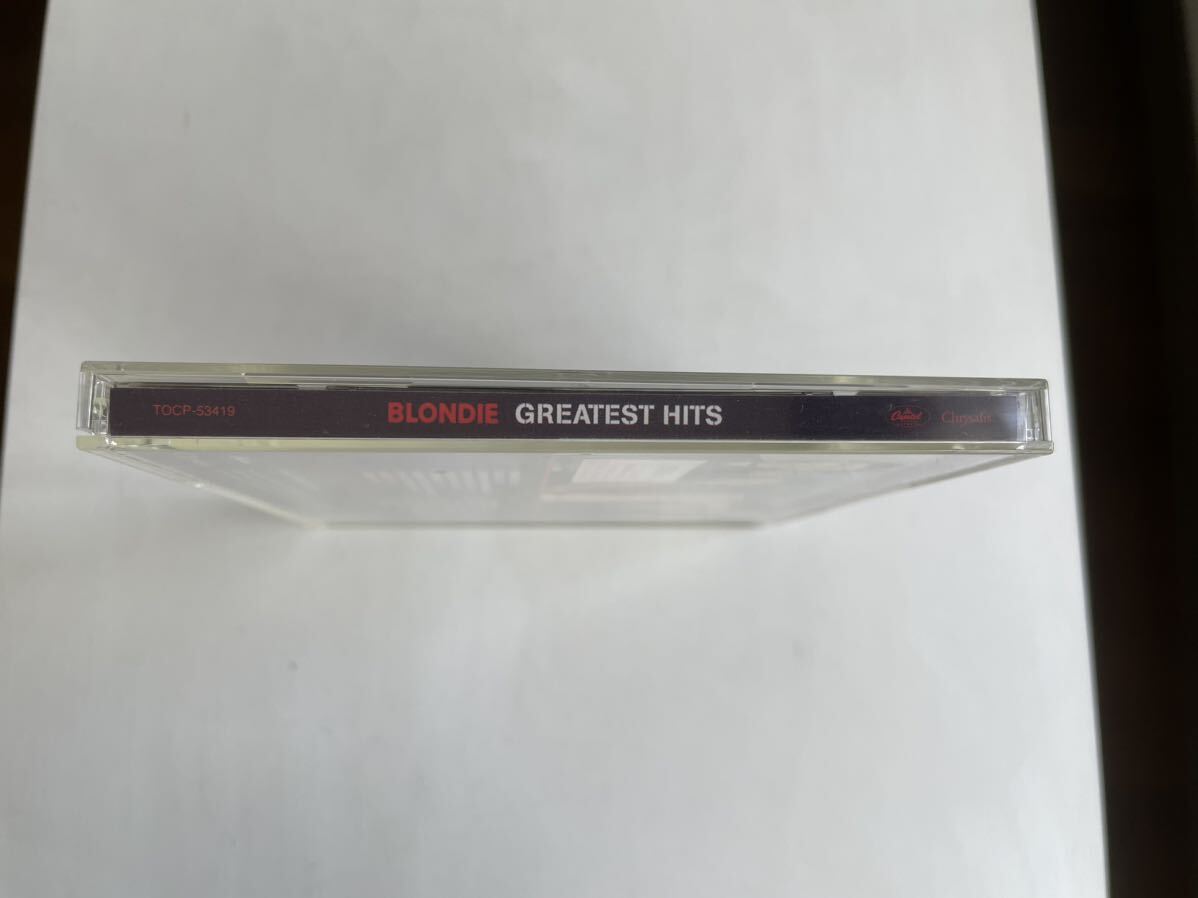 TOCP-53419 BLONDIE GREATEST HITS Capitol Chrysalis